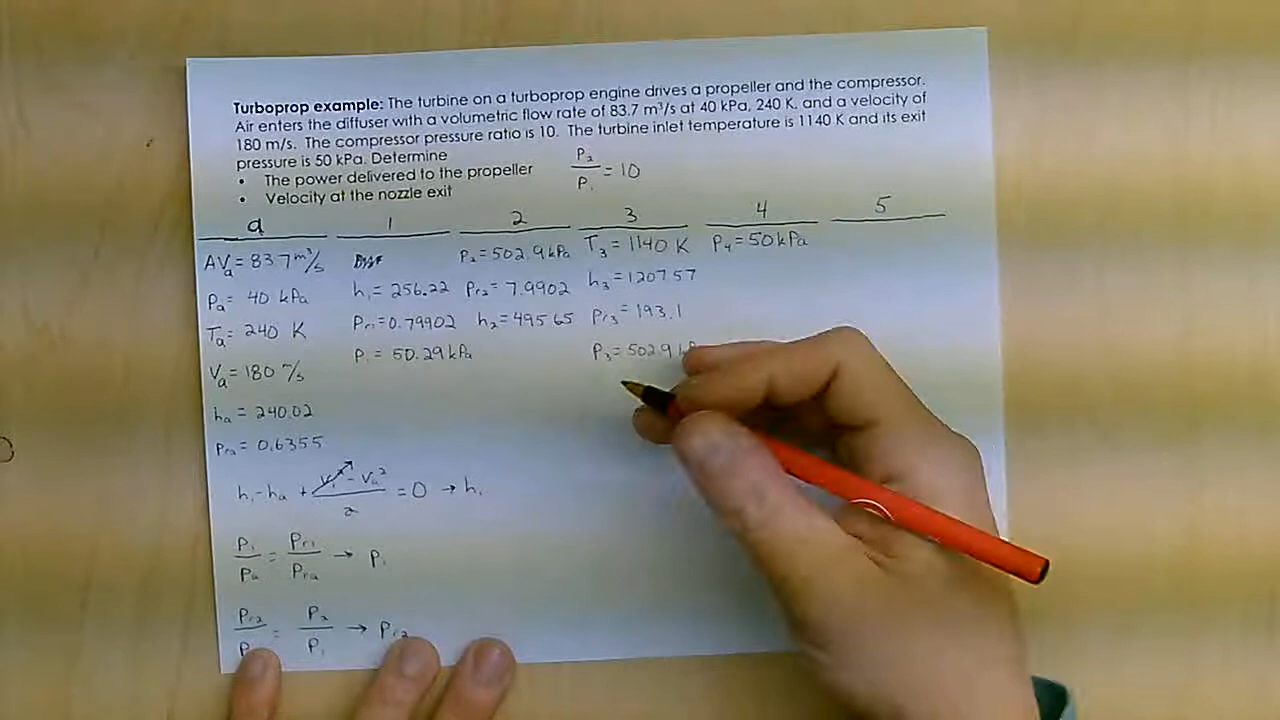 Turboprop example: The turbine on a turboprop engine drives a propeller and the compressor.
Air enters the diffuser with a volumetric flow rate of 83.7 m³/s at 40 kPa, 240 K, and a velocity of
180 m/s. The compressor pressure ratio is 10. The turbine inlet temperature is 1140 K and its exit
pressure is 50 kPa. Determine
• The power delivered to the propeller
• Velocity at the nozzle exit
P₂/P₁ = 10
a 1 2 3 4 5
AVₐ = 83.7 m³/s P₂ = 502.9 kPa T₃ = 1140 K P₄ = 50 kPa
Pₐ = 40 kPa h₁ = 256.22 Pr₂ = 7.9902 h₃ = 1207.57
Tₐ = 240 K Pr₁ = 0.79902 h₂ = 495.65 Pr₃ = 193.1
Vₐ = 180 m/s P₁ = 50.29 kPa P₃ = 502.9
hₐ = 240.02
Prₐ = 0.6355
h₁ - hₐ + (V₁² - Vₐ²)/2 = 0 → h₁
P₁/Pₐ = Pr₁/Prₐ → P₁
Pr₂/P = P₂/P₁ → Pr₂